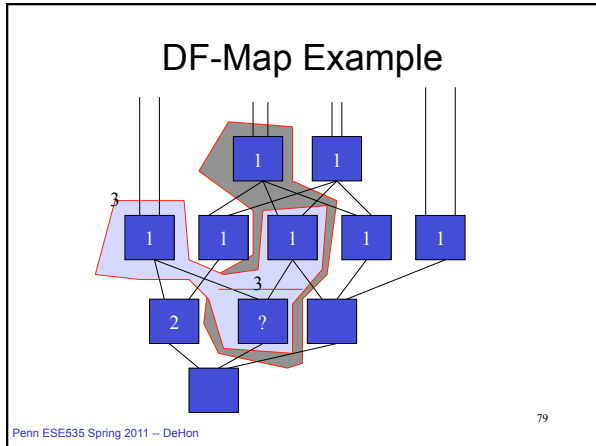 DF-Map Example
1 1
3
1 1 1 1 1
3
2 ?
79
Penn ESE535 Spring 2011 -- DeHon